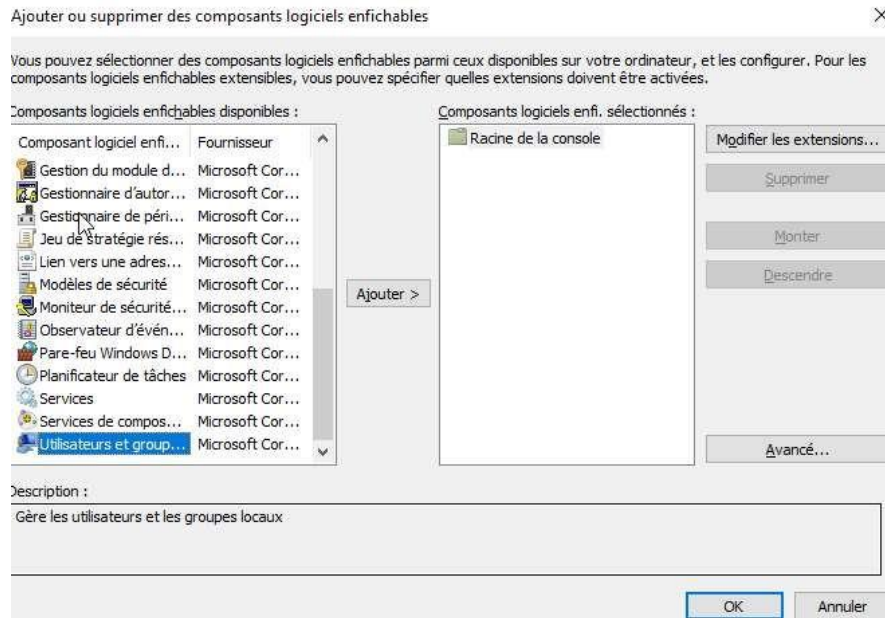 Ajouter ou supprimer des composants logiciels enfichables
Vous pouvez sélectionner des composants logiciels enfichables parmi ceux disponibles sur votre ordinateur, et les configurer. Pour les
composants logiciels enfichables extensibles, vous pouvez spécifier quelles extensions doivent être activées.
Composants logiciels enfichables disponibles :
Composant logiciel enfi... Fournisseur
Gestion du module d... Microsoft Cor...
Gestionnaire d'autor... Microsoft Cor...
Gestionnaire de péri... Microsoft Cor...
Jeu de stratégie rés... Microsoft Cor...
Lien vers une adres... Microsoft Cor...
Modèles de sécurité Microsoft Cor...
Moniteur de sécurité... Microsoft Cor...
Observateur d'évén... Microsoft Cor...
Pare-feu Windows D... Microsoft Cor...
Planificateur de tâches Microsoft Cor...
Services Microsoft Cor...
Services de compos... Microsoft Cor...
Utilisateurs et group... Microsoft Cor...
Ajouter >
Composants logiciels enfi. sélectionnés :
Racine de la console
Modifier les extensions...
Supprimer
Monter
Descendre
Avancé...
Description :
Gère les utilisateurs et les groupes locaux
OK Annuler